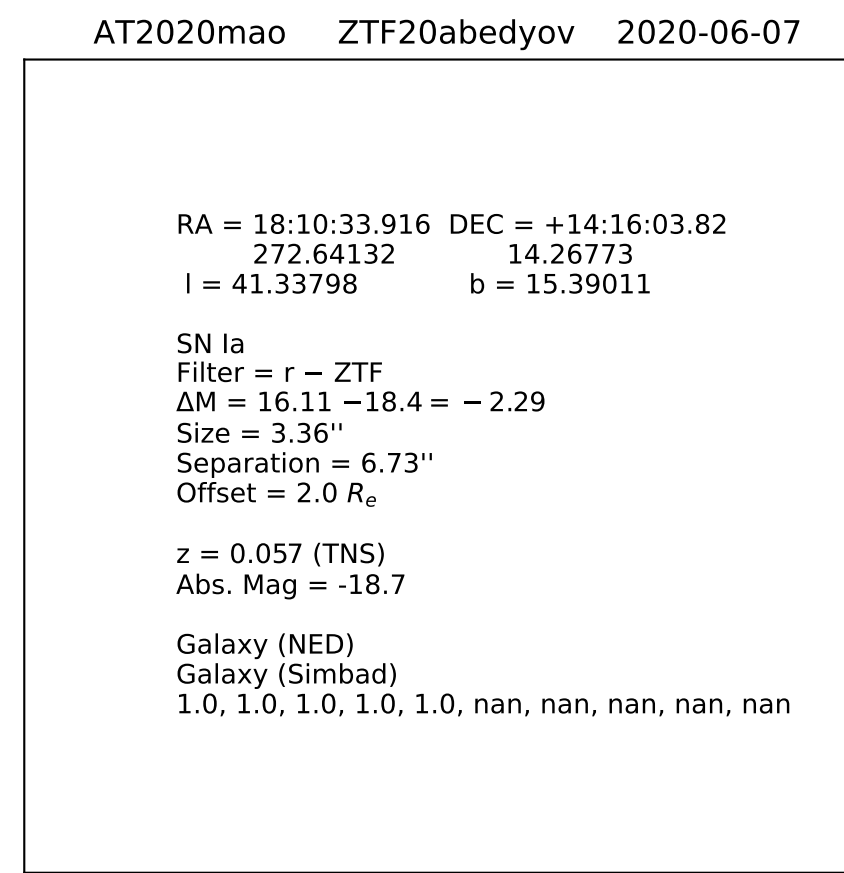 AT2020mao ZTF20abedyov 2020-06-07
RA = 18:10:33.916 DEC = +14:16:03.82
272.64132 14.26773
l = 41.33798 b = 15.39011
SN Ia
Filter = r − ZTF
ΔM = 16.11 −18.4 = − 2.29
Size = 3.36''
Separation = 6.73''
Offset = 2.0 Rₑ
z = 0.057 (TNS)
Abs. Mag = -18.7
Galaxy (NED)
Galaxy (Simbad)
1.0, 1.0, 1.0, 1.0, 1.0, nan, nan, nan, nan, nan